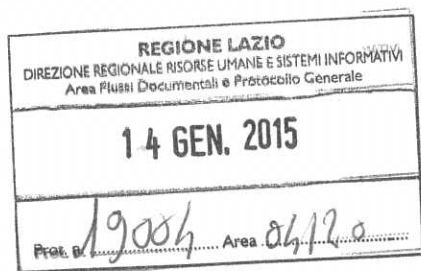 REGIONE LAZIO
DIREZIONE REGIONALE RISORSE UMANE E SISTEMI INFORMATIVI
Area Flussi Documentali e Protocollo Generale
14 GEN. 2015
Prot. n. 19004 Area 04120